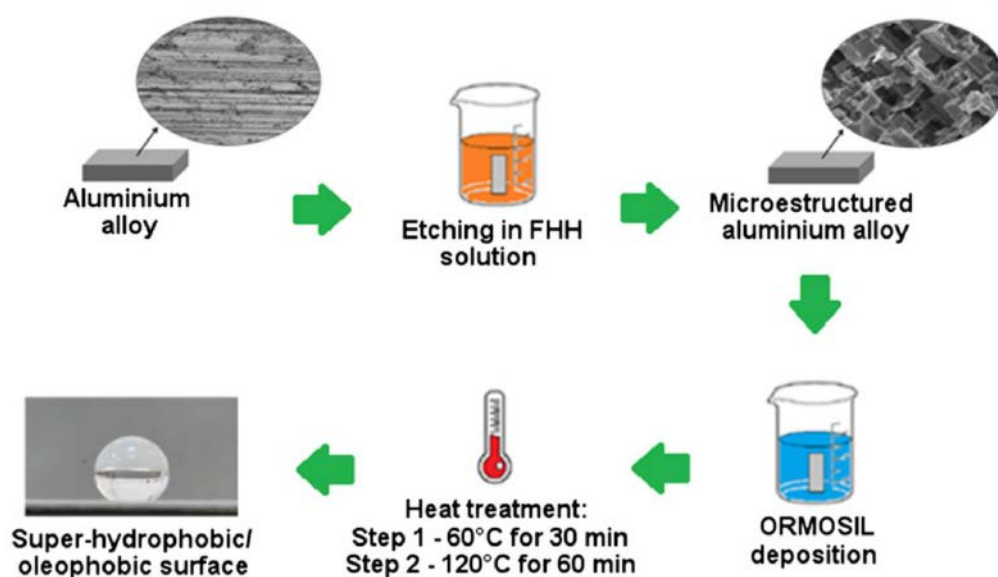 Aluminium
alloy
Etching in FHH
solution
Microestructured
aluminium alloy
ORMOSIL
deposition
Heat treatment:
Step 1 - 60°C for 30 min
Step 2 - 120°C for 60 min
Super-hydrophobic/
oleophobic surface